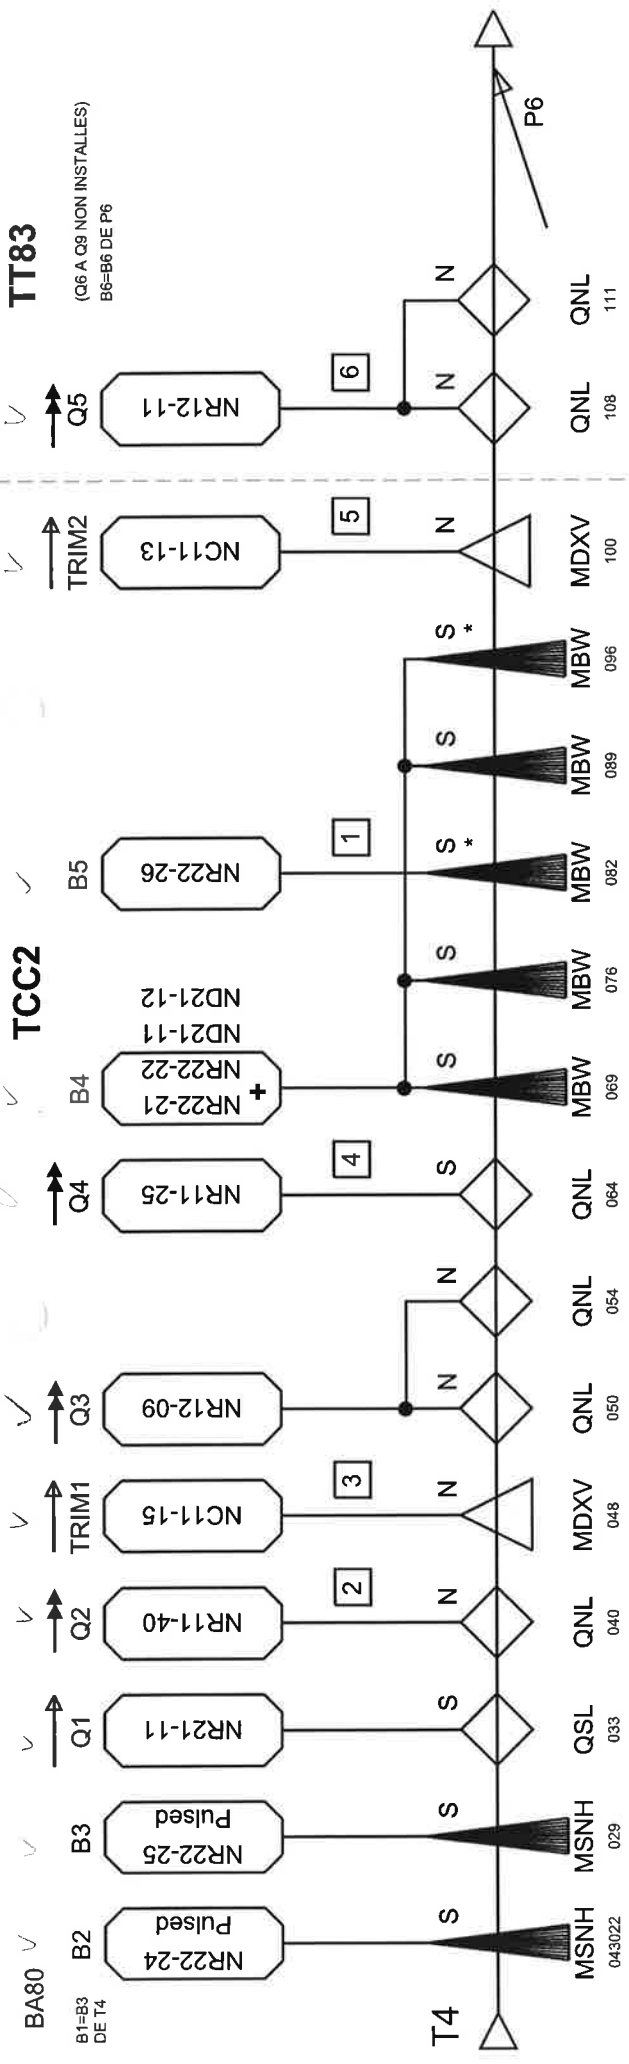 TCC2
TT83
(Q6 A Q9 NON INSTALLES)
B6=B6 DE P6
BA80
B1=B3
DE T4
B2
B3
Q1
Q2
TRIM1
Q3
Q4
B4
B5
TRIM2
Q5
NR22-24
Pulsed
NR22-25
Pulsed
NR21-11
NR11-40
NC11-15
NR12-09
NR11-25
NR22-21
NR22-22
+
ND21-11
ND21-12
NR22-26
NC11-13
NR12-11
2
3
4
1
5
6
T4
S
S
S
N
N
N
N
S
S
S
S *
S
S *
N
N
N
P6
MSNH
MSNH
QSL
QNL
MDXV
QNL
QNL
QNL
MBW
MBW
MBW
MBW
MBW
MDXV
QNL
QNL
043022
029
033
040
048
050
054
064
069
076
082
089
096
100
108
111